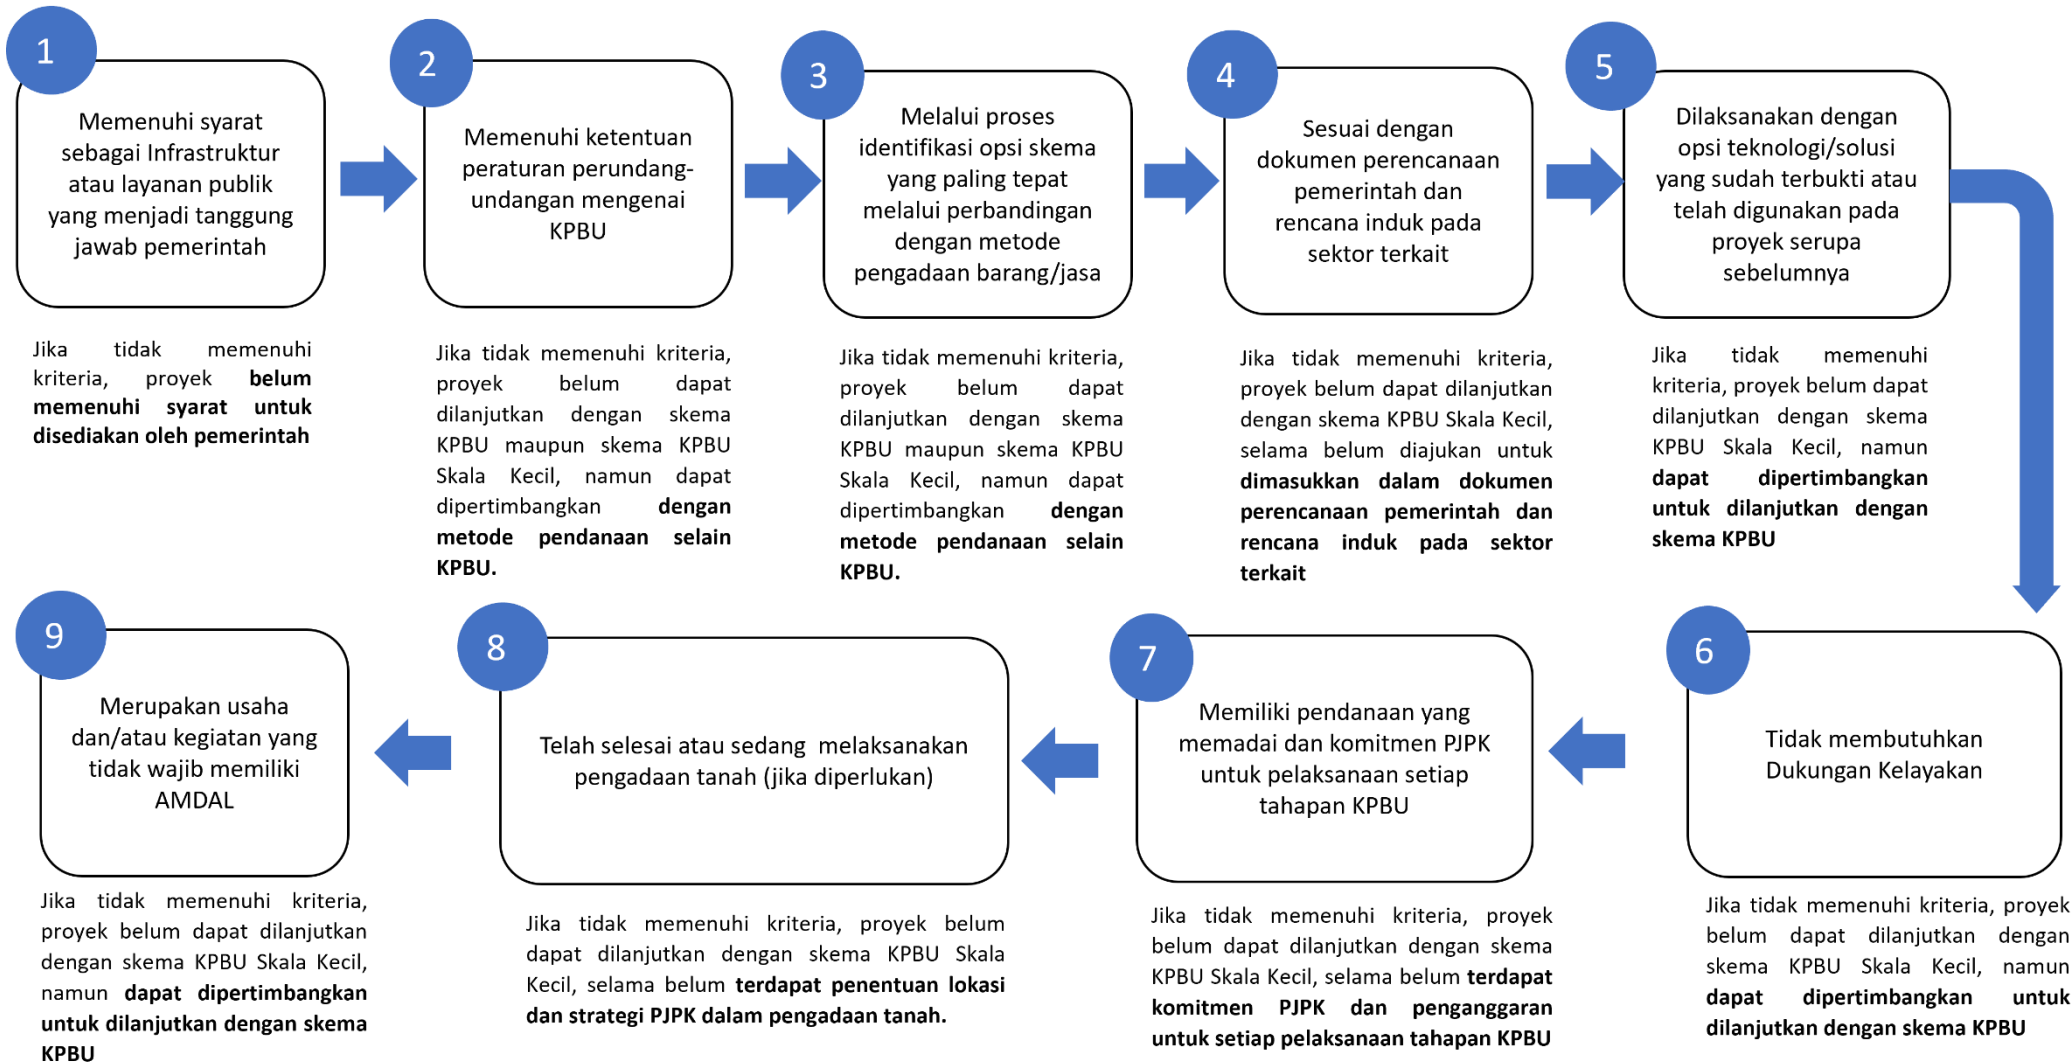 1
Memenuhi syarat
sebagai Infrastruktur
atau layanan publik
yang menjadi tanggung
jawab pemerintah
Jika tidak memenuhi
kriteria, proyek belum
memenuhi syarat untuk
disediakan oleh pemerintah
2
Memenuhi ketentuan
peraturan perundang-
undangan mengenai
KPBU
Jika tidak memenuhi kriteria,
proyek belum dapat
dilanjutkan dengan skema
KPBU maupun skema KPBU
Skala Kecil, namun dapat
dipertimbangkan dengan
metode pendanaan selain
KPBU.
3
Melalui proses
identifikasi opsi skema
yang paling tepat
melalui perbandingan
dengan metode
pengadaan barang/jasa
Jika tidak memenuhi kriteria,
proyek belum dapat
dilanjutkan dengan skema
KPBU maupun skema KPBU
Skala Kecil, namun dapat
dipertimbangkan dengan
metode pendanaan selain
KPBU.
4
Sesuai dengan
dokumen perencanaan
pemerintah dan
rencana induk pada
sektor terkait
Jika tidak memenuhi kriteria,
proyek belum dapat dilanjutkan
dengan skema KPBU Skala Kecil,
selama belum diajukan untuk
dimasukkan dalam dokumen
perencanaan pemerintah dan
rencana induk pada sektor
terkait
5
Dilaksanakan dengan
opsi teknologi/solusi
yang sudah terbukti atau
telah digunakan pada
proyek serupa
sebelumnya
Jika tidak memenuhi
kriteria, proyek belum dapat
dilanjutkan dengan skema
KPBU Skala Kecil, namun
dapat dipertimbangkan
untuk dilanjutkan dengan
skema KPBU
6
Tidak membutuhkan
Dukungan Kelayakan
Jika tidak memenuhi kriteria, proyek
belum dapat dilanjutkan dengan
skema KPBU Skala Kecil, namun
dapat dipertimbangkan untuk
dilanjutkan dengan skema KPBU
7
Memiliki pendanaan yang
memadai dan komitmen PJPK
untuk pelaksanaan setiap
tahapan KPBU
Jika tidak memenuhi kriteria, proyek
belum dapat dilanjutkan dengan skema
KPBU Skala Kecil, selama belum terdapat
komitmen PJPK dan penganggaran
untuk setiap pelaksanaan tahapan KPBU
8
Telah selesai atau sedang melaksanakan
pengadaan tanah (jika diperlukan)
Jika tidak memenuhi kriteria, proyek belum
dapat dilanjutkan dengan skema KPBU Skala
Kecil, selama belum terdapat penentuan lokasi
dan strategi PJPK dalam pengadaan tanah.
9
Merupakan usaha
dan/atau kegiatan yang
tidak wajib memiliki
AMDAL
Jika tidak memenuhi kriteria,
proyek belum dapat dilanjutkan
dengan skema KPBU Skala Kecil,
namun dapat dipertimbangkan
untuk dilanjutkan dengan skema
KPBU